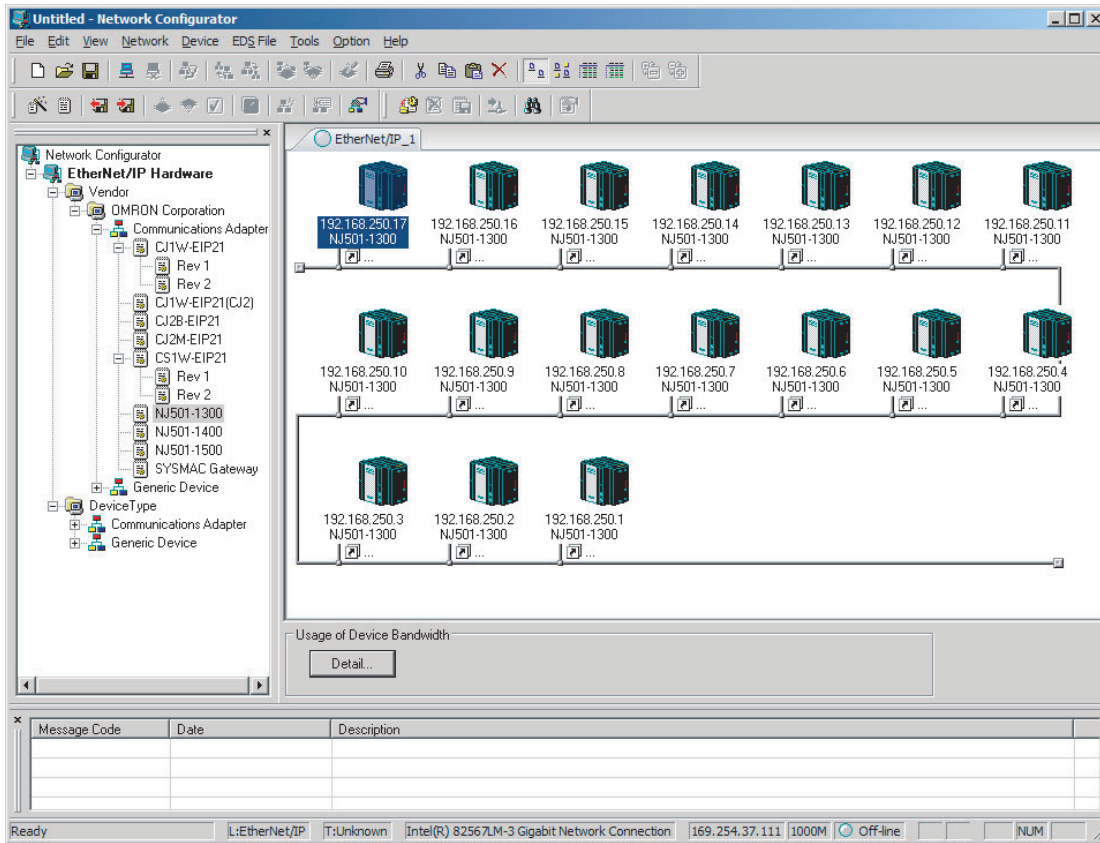 Untitled - Network Configurator
File Edit View Network Device EDS File Tools Option Help
Network Configurator
EtherNet/IP Hardware
Vendor
OMRON Corporation
Communications Adapter
CJ1W-EIP21
Rev 1
Rev 2
CJ1W-EIP21(CJ2)
CJ2B-EIP21
CJ2M-EIP21
CS1W-EIP21
Rev 1
Rev 2
NJ501-1300
NJ501-1400
NJ501-1500
SYSMAC Gateway
Generic Device
DeviceType
Communications Adapter
Generic Device
EtherNet/IP_1
192.168.250.17 192.168.250.16 192.168.250.15 192.168.250.14 192.168.250.13 192.168.250.12 192.168.250.11
NJ501-1300 NJ501-1300 NJ501-1300 NJ501-1300 NJ501-1300 NJ501-1300 NJ501-1300
... ... ... ... ... ... ...
192.168.250.10 192.168.250.9 192.168.250.8 192.168.250.7 192.168.250.6 192.168.250.5 192.168.250.4
NJ501-1300 NJ501-1300 NJ501-1300 NJ501-1300 NJ501-1300 NJ501-1300 NJ501-1300
... ... ... ... ... ... ...
192.168.250.3 192.168.250.2 192.168.250.1
NJ501-1300 NJ501-1300 NJ501-1300
... ... ...
Usage of Device Bandwidth
Detail...
Message Code Date Description
Ready L:EtherNet/IP T:Unknown Intel(R) 82567LM-3 Gigabit Network Connection 169.254.37.111 1000M Off-line NUM